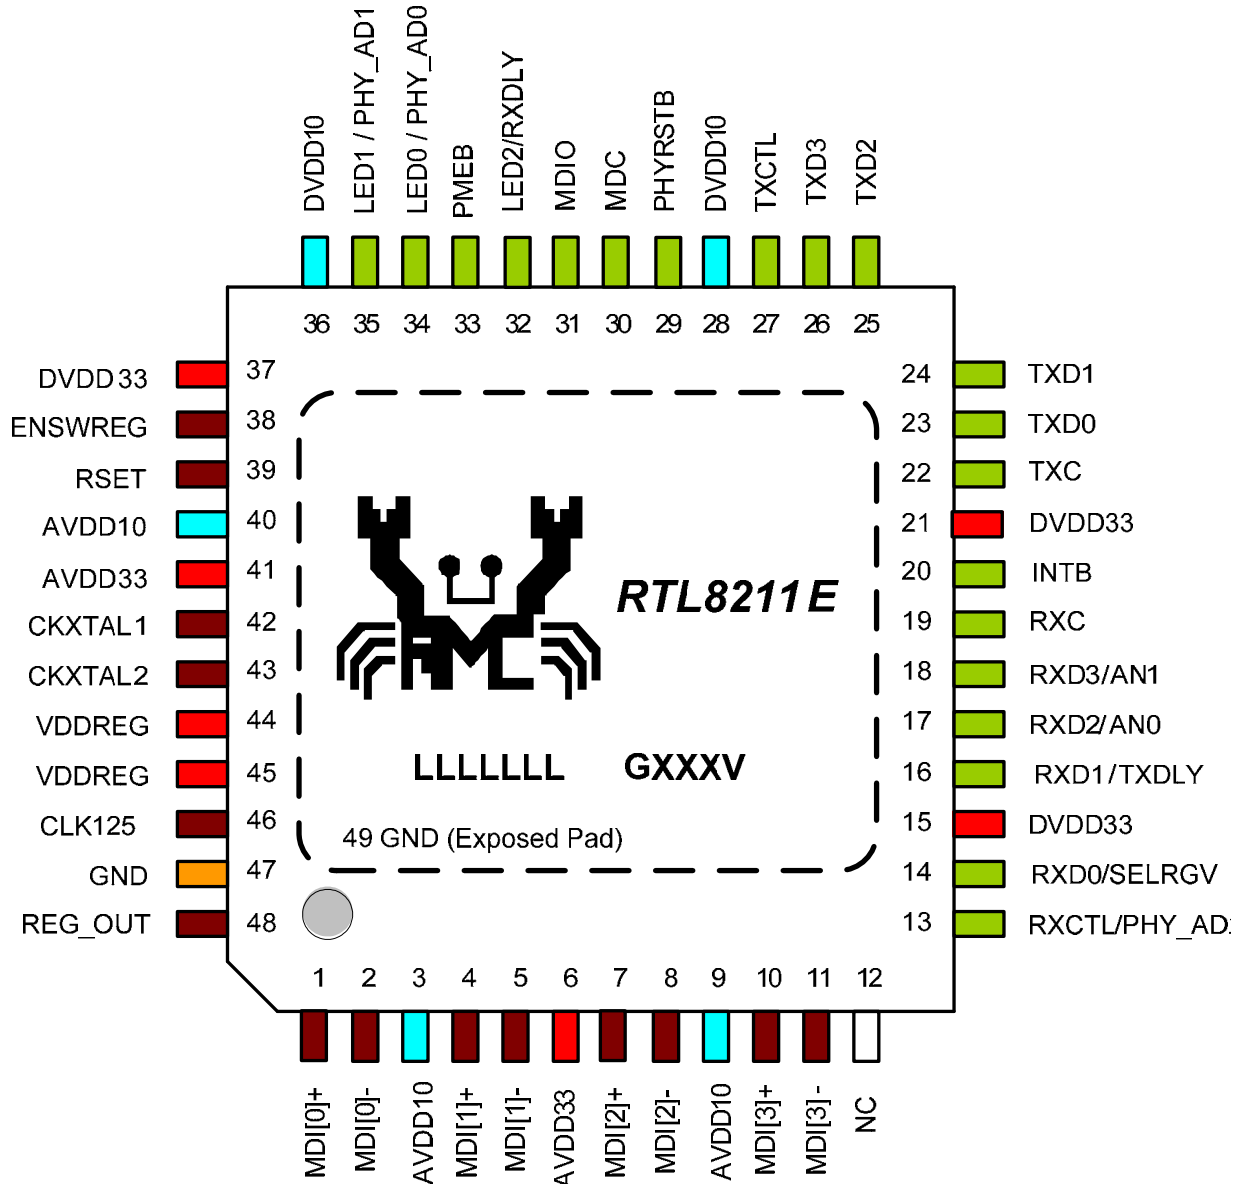 DVDD10
LED1 / PHY_AD1
LED0 / PHY_AD0
PMEB
LED2/RXDLY
MDIO
MDC
PHYRSTB
DVDD10
TXCTL
TXD3
TXD2
36 35 34 33 32 31 30 29 28 27 26 25
DVDD33 37
ENSWREG 38
RSET 39
AVDD10 40
AVDD33 41
CKXTAL1 42
CKXTAL2 43
VDDREG 44
VDDREG 45
CLK125 46
GND 47
REG_OUT 48
RTL8211E
LLLLLLL GXXXV
49 GND (Exposed Pad)
24 TXD1
23 TXD0
22 TXC
21 DVDD33
20 INTB
19 RXC
18 RXD3/AN1
17 RXD2/AN0
16 RXD1/TXDLY
15 DVDD33
14 RXD0/SELRGV
13 RXCTL/PHY_AD
1 2 3 4 5 6 7 8 9 10 11 12
MDI[0]+
MDI[0]-
AVDD10
MDI[1]+
MDI[1]-
AVDD33
MDI[2]+
MDI[2]-
AVDD10
MDI[3]+
MDI[3]-
NC